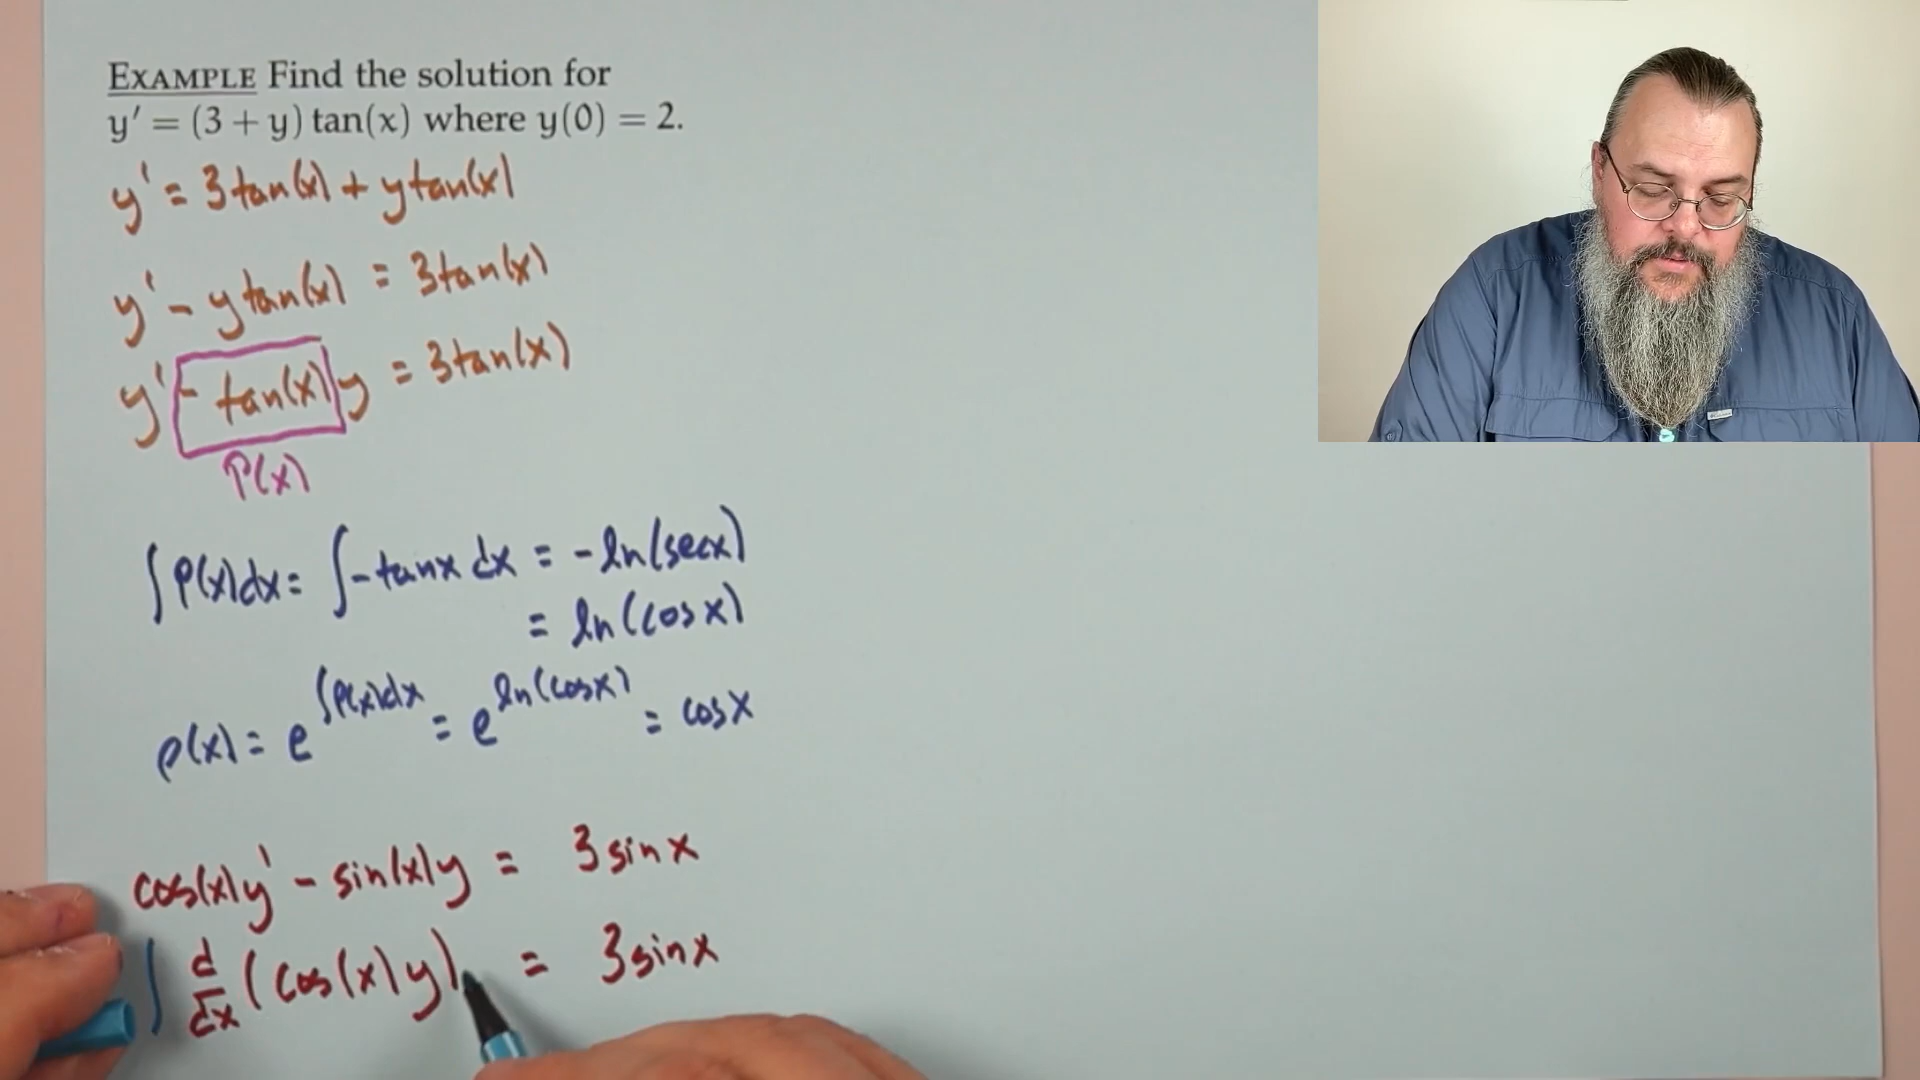 EXAMPLE Find the solution for
y′ = (3 + y) tan(x) where y(0) = 2.
y' = 3tan(x) + ytan(x)
y' - ytan(x) = 3tan(x)
y' - tan(x) y = 3tan(x)
P(x)
∫P(x)dx = ∫-tanx dx = -ln(secx)
= ln(cosx)
ρ(x) = e^∫P(x)dx = e^ln(cosx) = cosx
cos(x)y' - sin(x)y = 3sinx
∫ d/dx (cos(x)y) = 3sinx